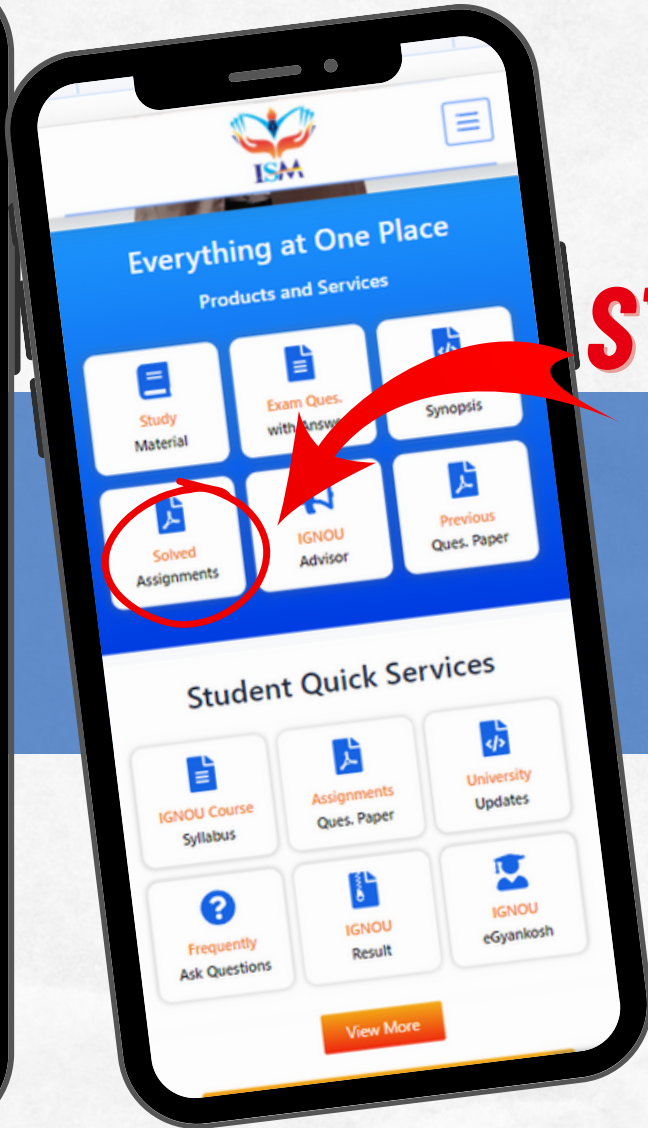 ISM
Everything at One Place
Products and Services
Study
Material
Exam Ques.
with Answ
Synopsis
Solved
Assignments
IGNOU
Advisor
Previous
Ques. Paper
ST
Student Quick Services
IGNOU Course
Syllabus
Assignments
Ques. Paper
University
Updates
Frequently
Ask Questions
IGNOU
Result
IGNOU
eGyankosh
View More